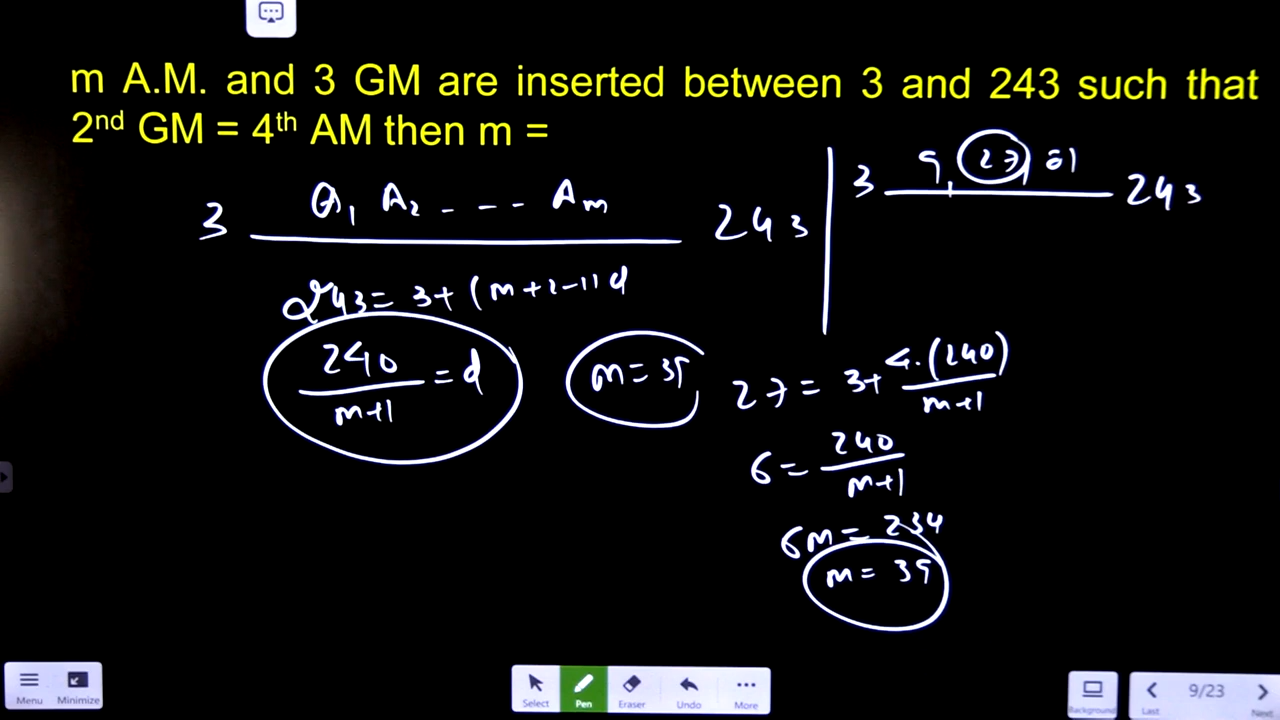 m A.M. and 3 GM are inserted between 3 and 243 such that
2nd GM = 4th AM then m =
3 A₁ A₂ - - - Aₘ 243
3 9, 27, 81 243
243 = 3+ (m+2-1)d
240/(m+1) = d
m = 39
27 = 3+ 4.(240)/(m+1)
6 = 240/(m+1)
6m = 234
m = 39
Menu
Minimize
Select
Pen
Eraser
Undo
More
Background
Last
9/23
Next